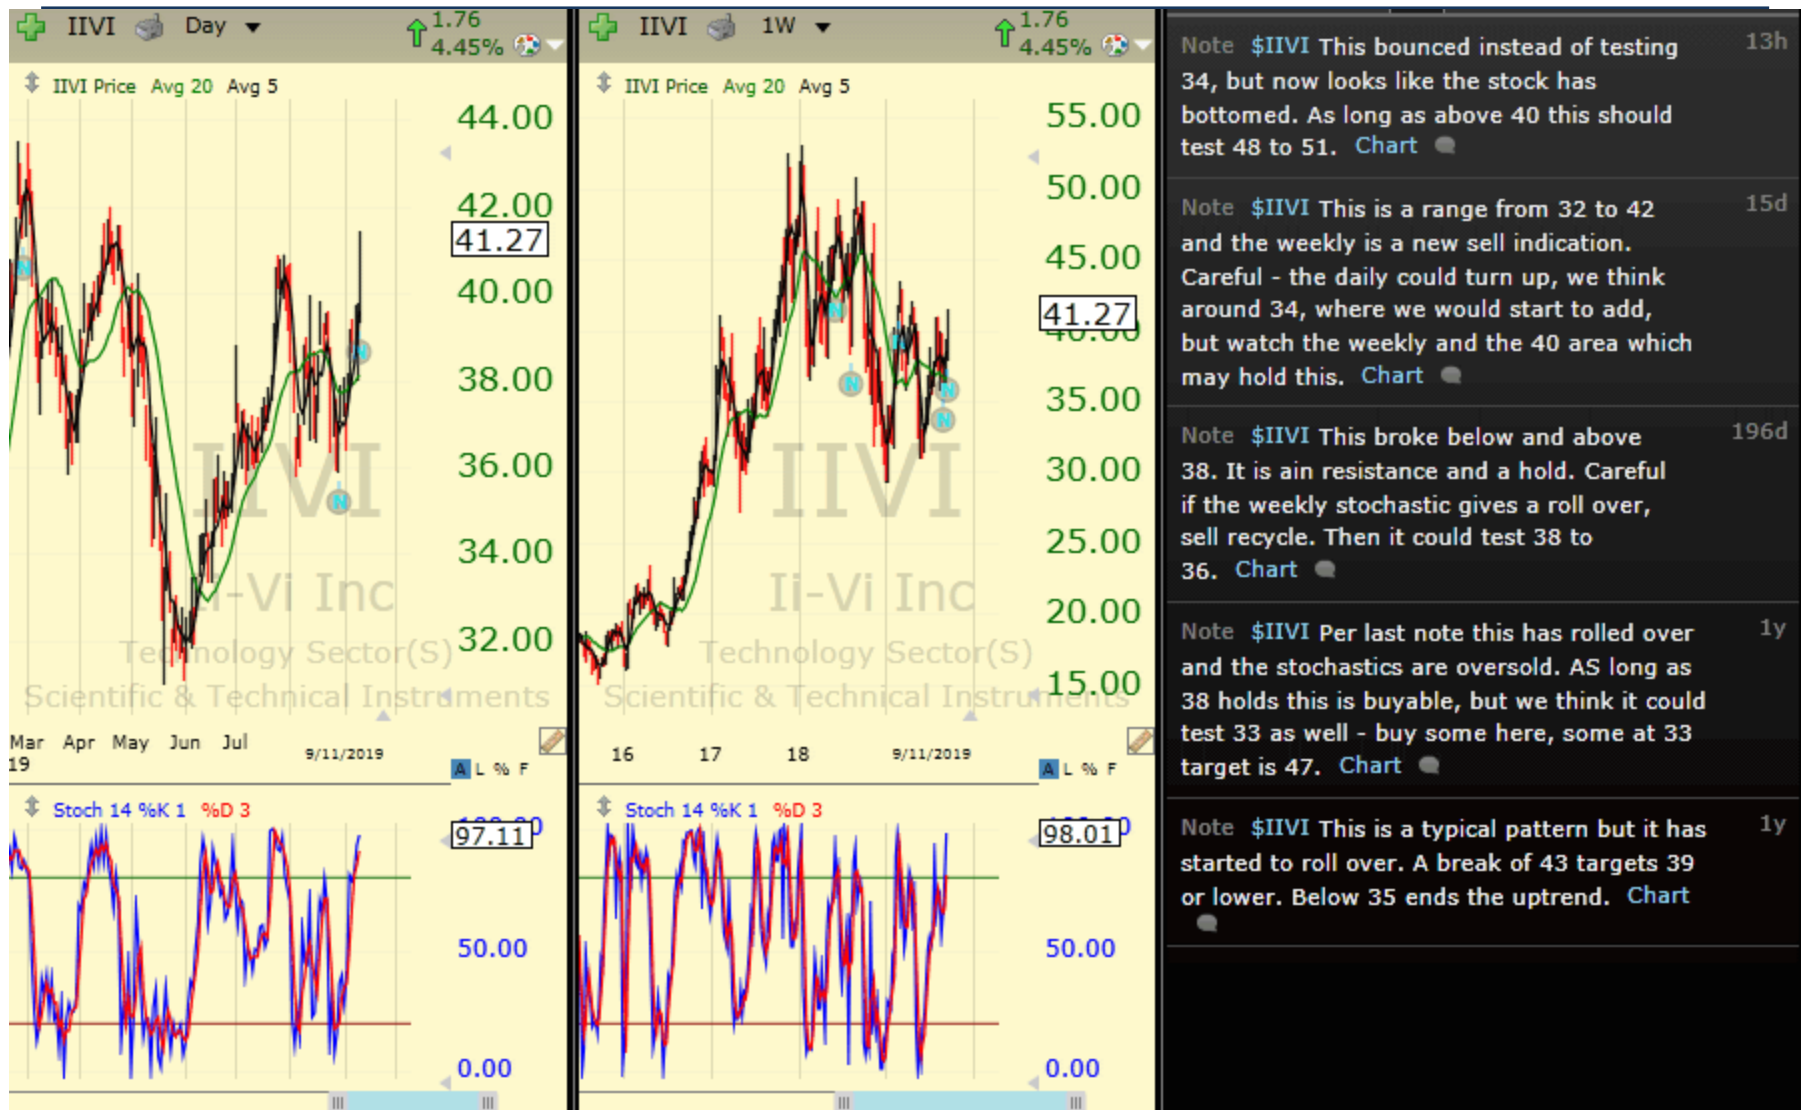 IIVI Day 1.76
4.45%
IIVI Price Avg 20 Avg 5
44.00
42.00
41.27
40.00
38.00
36.00
34.00
32.00
IIVI
Ii-Vi Inc
Technology Sector(S)
Scientific & Technical Instruments
Mar Apr May Jun Jul
19
9/11/2019
A L % F
Stoch 14 %K 1 %D 3
97.11
50.00
0.00
IIVI 1W 1.76
4.45%
IIVI Price Avg 20 Avg 5
55.00
50.00
45.00
41.27
40.00
35.00
30.00
25.00
20.00
15.00
IIVI
Ii-Vi Inc
Technology Sector(S)
Scientific & Technical Instruments
16 17 18 9/11/2019
A L % F
Stoch 14 %K 1 %D 3
98.01
50.00
0.00
Note $IIVI This bounced instead of testing 13h
34, but now looks like the stock has
bottomed. As long as above 40 this should
test 48 to 51. Chart
Note $IIVI This is a range from 32 to 42 15d
and the weekly is a new sell indication.
Careful - the daily could turn up, we think
around 34, where we would start to add,
but watch the weekly and the 40 area which
may hold this. Chart
Note $IIVI This broke below and above 196d
38. It is ain resistance and a hold. Careful
if the weekly stochastic gives a roll over,
sell recycle. Then it could test 38 to
36. Chart
Note $IIVI Per last note this has rolled over 1y
and the stochastics are oversold. AS long as
38 holds this is buyable, but we think it could
test 33 as well - buy some here, some at 33
target is 47. Chart
Note $IIVI This is a typical pattern but it has 1y
started to roll over. A break of 43 targets 39
or lower. Below 35 ends the uptrend. Chart
N
N
N
N
N
N
N
N